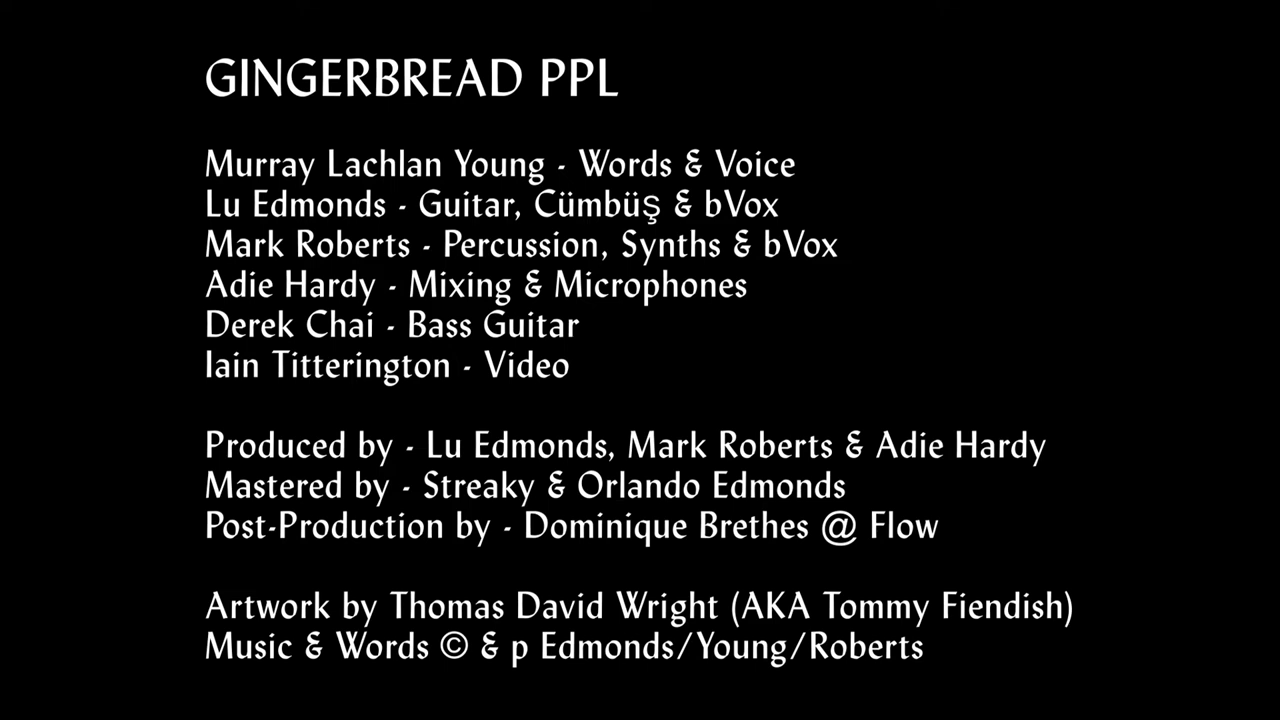 GINGERBREAD PPL
Murray Lachlan Young - Words & Voice
Lu Edmonds - Guitar, Cümbüş & bVox
Mark Roberts - Percussion, Synths & bVox
Adie Hardy - Mixing & Microphones
Derek Chai - Bass Guitar
Iain Titterington - Video
Produced by - Lu Edmonds, Mark Roberts & Adie Hardy
Mastered by - Streaky & Orlando Edmonds
Post-Production by - Dominique Brethes @ Flow
Artwork by Thomas David Wright (AKA Tommy Fiendish)
Music & Words © & p Edmonds/Young/Roberts